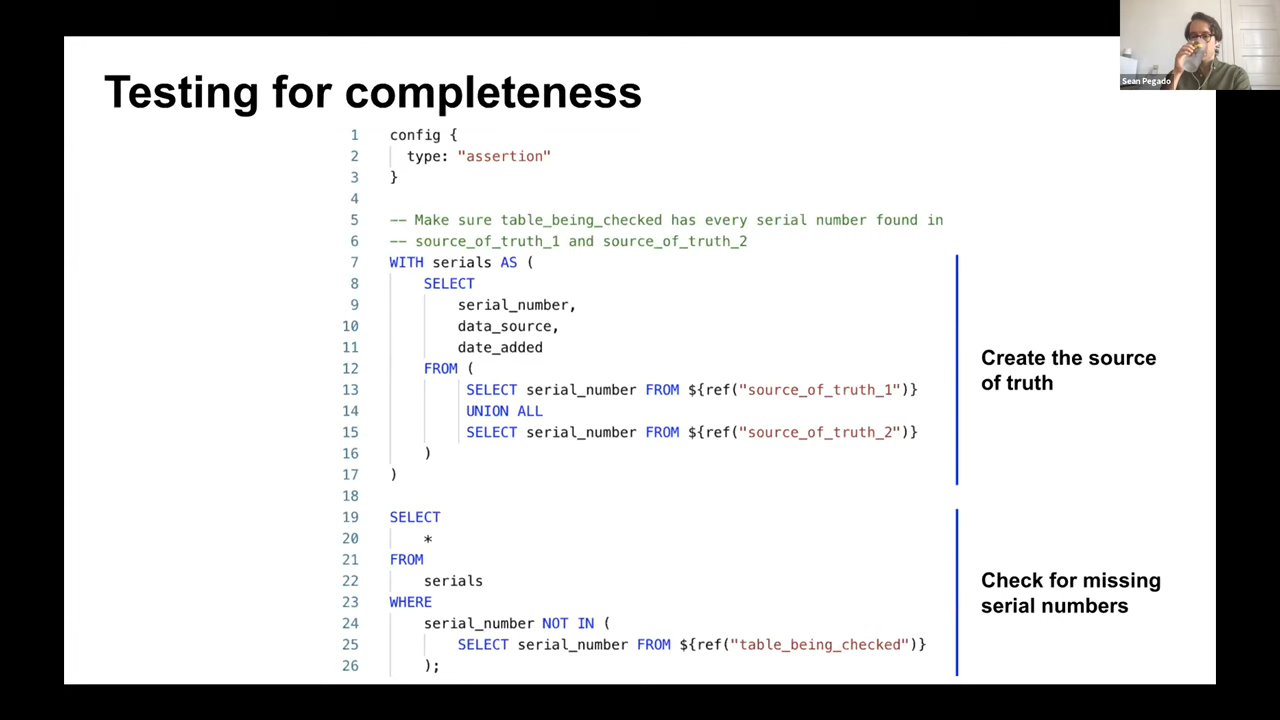 Sean Pegado
Testing for completeness
1 config {
2   type: "assertion"
3 }
4
5 -- Make sure table_being_checked has every serial number found in
6 -- source_of_truth_1 and source_of_truth_2
7 WITH serials AS (
8     SELECT
9         serial_number,
10         data_source,
11         date_added
12     FROM (
13          SELECT serial_number FROM ${ref("source_of_truth_1")}
14          UNION ALL
15          SELECT serial_number FROM ${ref("source_of_truth_2")}
16     )
17 )
18
19 SELECT
20     *
21 FROM
22     serials
23 WHERE
24     serial_number NOT IN (
25         SELECT serial_number FROM ${ref("table_being_checked")}
26     );
Create the source
of truth
Check for missing
serial numbers